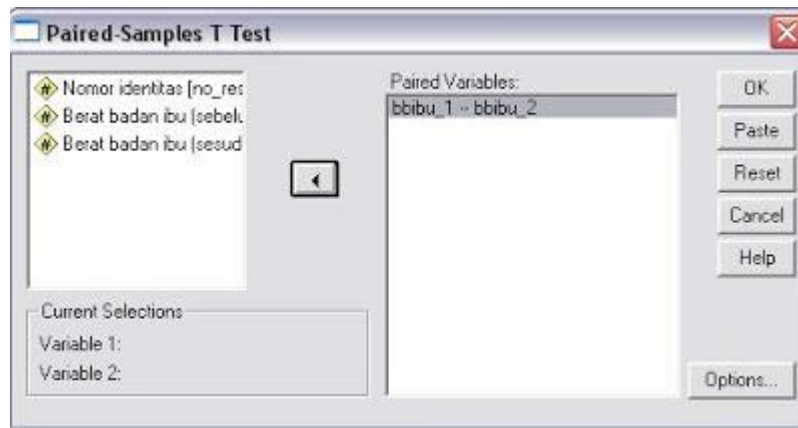 Paired-Samples T Test
Nomor identitas [no_res
Berat badan ibu (sebelu
Berat badan ibu (sesud
Paired Variables:
bbibu_1 -- bbibu_2
OK
Paste
Reset
Cancel
Help
Current Selections
Variable 1:
Variable 2:
Options...